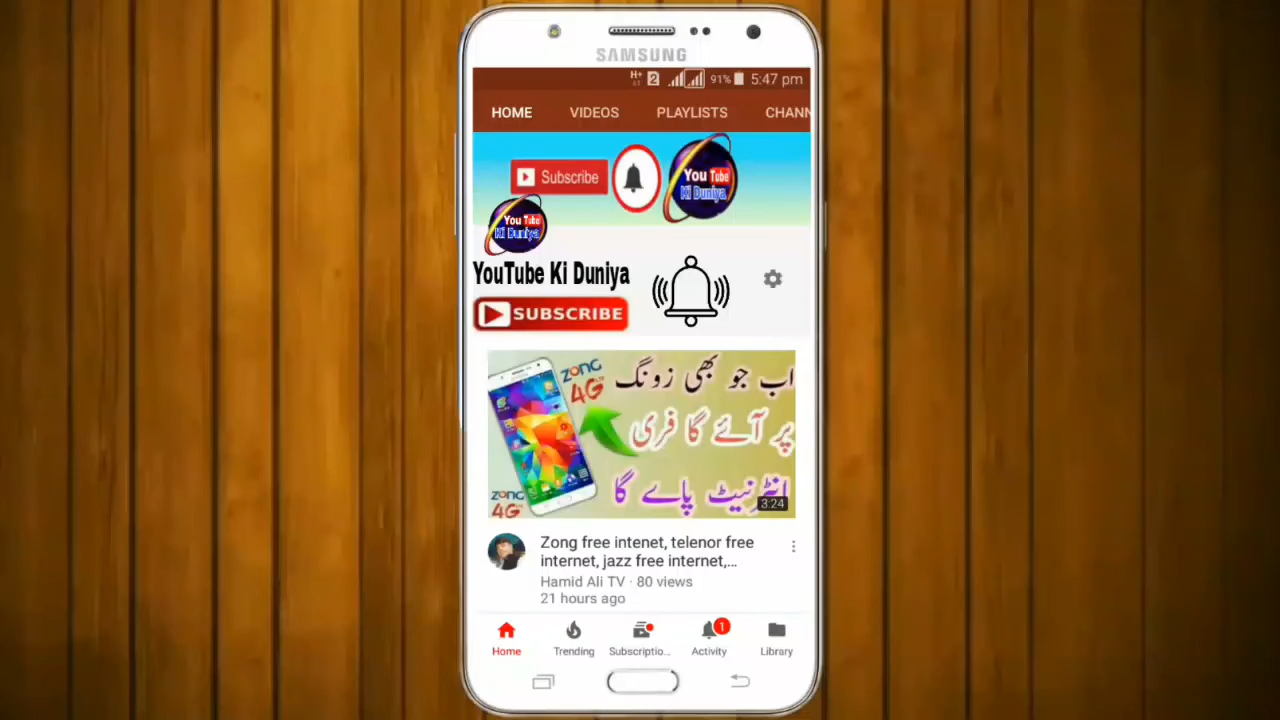 SAMSUNG
H+ 2 91% 5:47 pm
HOME VIDEOS PLAYLISTS CHANN
Subscribe
You Tube
Ki Duniya
You Tube
Ki Duniya
YouTube Ki Duniya
SUBSCRIBE
ZONG
4G
اب جو بھی زونگ
پر آئے گا فری
انٹرنیٹ پاے گا
ZONG
4G
3:24
Zong free intenet, telenor free
internet, jazz free internet,...
Hamid Ali TV · 80 views
21 hours ago
1
Home Trending Subscriptio... Activity Library